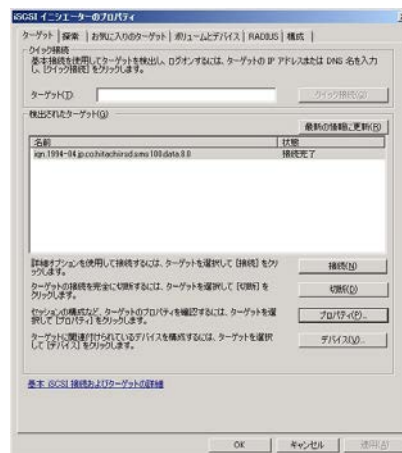 iSCSI イニシエーターのプロパティ
ターゲット 探索 お気に入りのターゲット ボリュームとデバイス RADIUS 構成
クイック接続
基本接続を使用してターゲットを検出し、ログオンするには、ターゲットの IP アドレスまたは DNS 名を入力
し、[クイック接続] をクリックします。
ターゲット(T): クイック接続(Q)...
検出されたターゲット(G)
最新の情報に更新(R)
名前 状態
接続完了
詳細オプションを使用して接続するには、ターゲットを選択して [接続] をクリ
ックします。
接続(N)
ターゲットの接続を完全に切断するには、ターゲットを選択して [切断] を
クリックします。
切断(D)
セッションの構成など、ターゲットのプロパティを確認するには、ターゲットを選
択して [プロパティ] をクリックします。
プロパティ(P)...
ターゲットに関連付けられているデバイスを構成するには、ターゲットを選択
して [デバイス] をクリックします。
デバイス(V)...
基本 iSCSI 接続およびターゲットの詳細
OK キャンセル 適用(A)